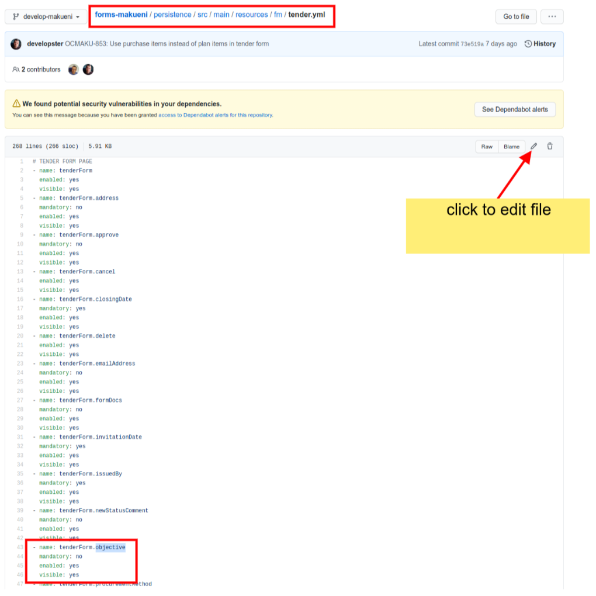 develop-makueni
forms-makueni / persistence / src / main / resources / fm / tender.yml
Go to file
developster OCMAKU-853: Use purchase items instead of plan items in tender form
Latest commit 7 days ago History
2 contributors
We found potential security vulnerabilities in your dependencies.
You can see this message because you have been granted access to Dependabot alerts for this repository.
See Dependabot alerts
268 lines (266 sloc) 5.91 KB
Raw Blame
click to edit file
1 # TENDER FORM PAGE
2 - name: tenderForm
3 enabled: yes
4 visible: yes
5 - name: tenderForm.address
6 mandatory: no
7 enabled: yes
8 visible: yes
9 - name: tenderForm.approve
10 mandatory: no
11 enabled: yes
12 visible: yes
13 - name: tenderForm.cancel
14 enabled: yes
15 visible: yes
16 - name: tenderForm.closingDate
17 mandatory: yes
18 enabled: yes
19 visible: yes
20 - name: tenderForm.delete
21 enabled: yes
22 visible: yes
23 - name: tenderForm.emailAddress
24 mandatory: no
25 enabled: yes
26 visible: yes
27 - name: tenderForm.formDocs
28 mandatory: no
29 enabled: yes
30 visible: yes
31 - name: tenderForm.invitationDate
32 mandatory: yes
33 enabled: yes
34 visible: yes
35 - name: tenderForm.issuedBy
36 mandatory: yes
37 enabled: yes
38 visible: yes
39 - name: tenderForm.newStatusComment
40 mandatory: no
41 enabled: yes
42 visible: yes
43 - name: tenderForm.objective
44 mandatory: no
45 enabled: yes
46 visible: yes
47 - name: tenderForm.procurementMethod